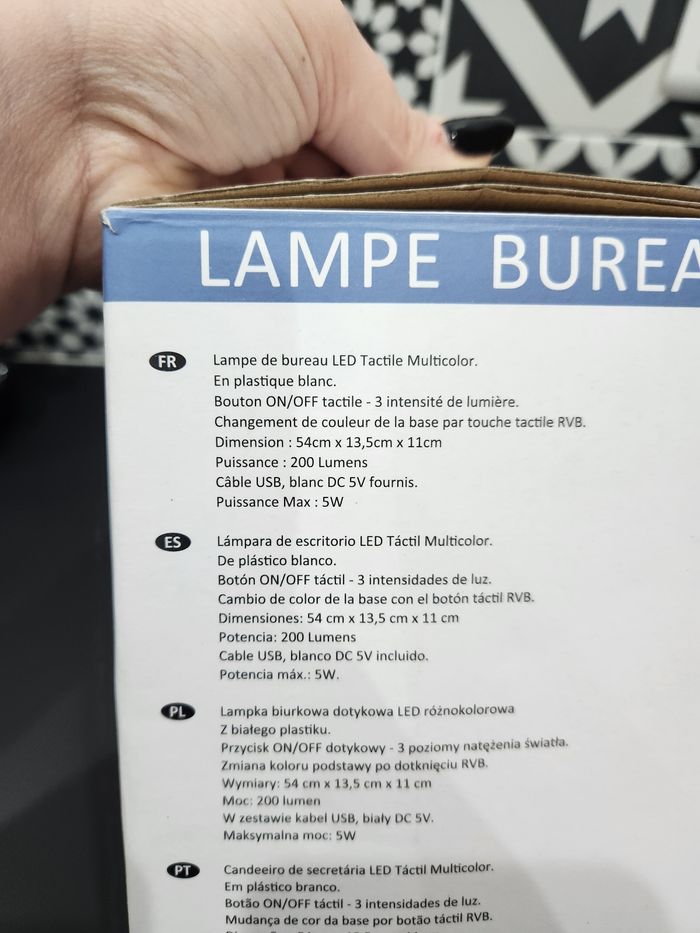 LAMPE BUREA
FR
Lampe de bureau LED Tactile Multicolor.
En plastique blanc.
Bouton ON/OFF tactile - 3 intensité de lumière.
Changement de couleur de la base par touche tactile RVB.
Dimension : 54cm x 13,5cm x 11cm
Puissance : 200 Lumens
Câble USB, blanc DC 5V fournis.
Puissance Max : 5W
ES
Lámpara de escritorio LED Táctil Multicolor.
De plástico blanco.
Botón ON/OFF táctil - 3 intensidades de luz.
Cambio de color de la base con el botón táctil RVB.
Dimensiones: 54 cm x 13,5 cm x 11 cm
Potencia: 200 Lumens
Cable USB, blanco DC 5V incluido.
Potencia máx.: 5W.
PL
Lampka biurkowa dotykowa LED różnokolorowa
Z białego plastiku.
Przycisk ON/OFF dotykowy - 3 poziomy natężenia światła.
Zmiana koloru podstawy po dotknięciu RVB.
Wymiary: 54 cm x 13,5 cm x 11 cm
Moc: 200 lumen
W zestawie kabel USB, biały DC 5V.
Maksymalna moc: 5W
PT
Candeeiro de secretária LED Táctil Multicolor.
Em plástico branco.
Botão ON/OFF táctil - 3 intensidades de luz.
Mudança de cor da base por botão táctil RVB.